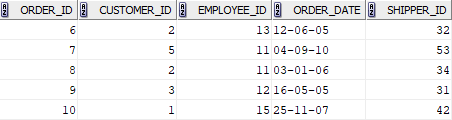 ORDER_ID CUSTOMER_ID EMPLOYEE_ID ORDER_DATE SHIPPER_ID
6 2 13 12-06-05 32
7 5 11 04-09-10 53
8 2 11 03-01-06 34
9 3 12 16-05-05 31
10 1 15 25-11-07 42